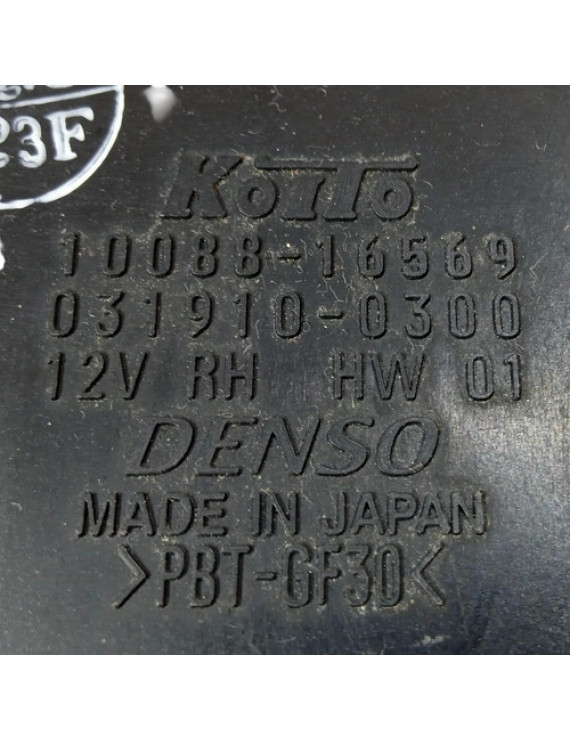 23F
KOITO
10088-16569
031910-0300
12V RH HW 01
DENSO
MADE IN JAPAN
>PBT-GF30<